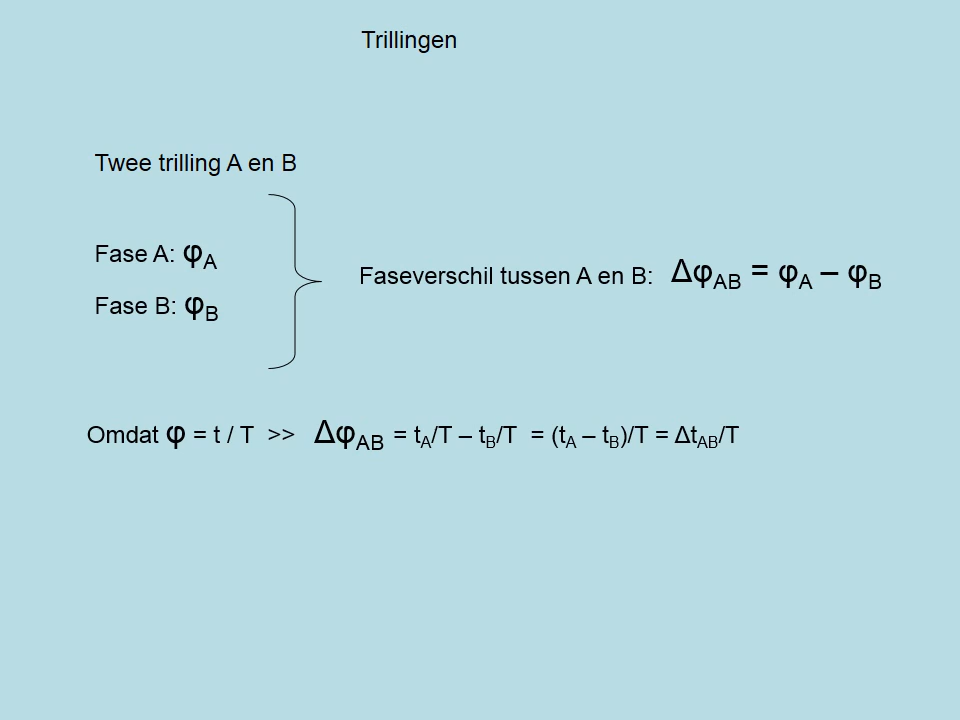 Trillingen
Twee trilling A en B
Fase A: φA
Fase B: φB
Faseverschil tussen A en B: ΔφAB = φA – φB
Omdat φ = t / T >> ΔφAB = tA/T – tB/T = (tA – tB)/T = ΔtAB/T